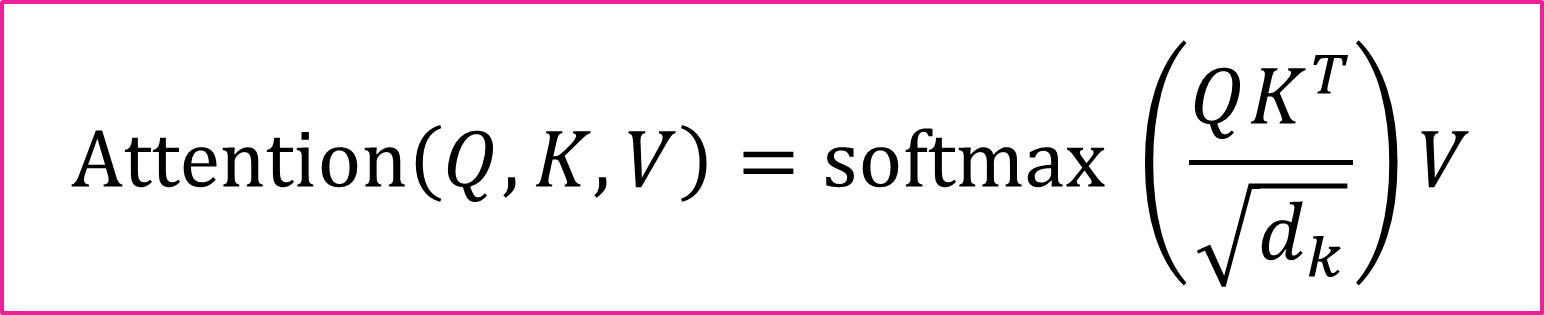 Attention(Q, K, V) = softmax (QK^T / √d_k) V